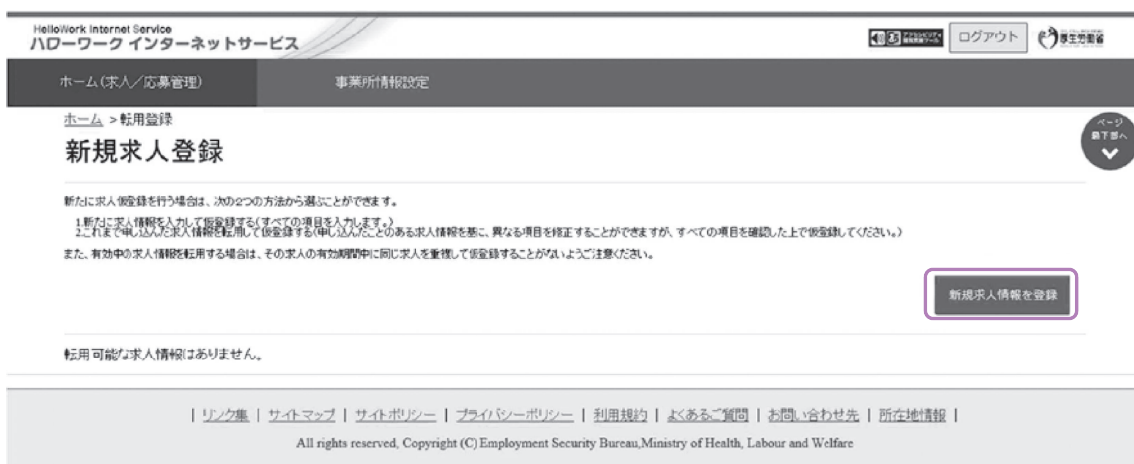 HelloWork Internet Service
ハローワーク インターネットサービス
ログアウト
厚生労働省
ホーム(求人／応募管理)
事業所情報設定
ホーム > 転用登録
ページ
最下部へ
新規求人登録
新たに求人仮登録を行う場合は、次の2つの方法から選ぶことができます。
1.新たに求人情報を入力して仮登録する(すべての項目を入力します。)
2.これまで申し込んだ求人情報を転用して仮登録する(申し込んだことのある求人情報を基に、異なる項目を修正することができますが、すべての項目を確認した上で仮登録してください。)
また、有効中の求人情報を転用する場合は、その求人の有効期間中に同じ求人を重複して仮登録することがないようご注意ください。
新規求人情報を登録
転用可能な求人情報はありません。
| リンク集 | サイトマップ | サイトポリシー | プライバシーポリシー | 利用規約 | よくあるご質問 | お問い合わせ先 | 所在地情報 |
All rights reserved, Copyright (C) Employment Security Bureau,Ministry of Health, Labour and Welfare